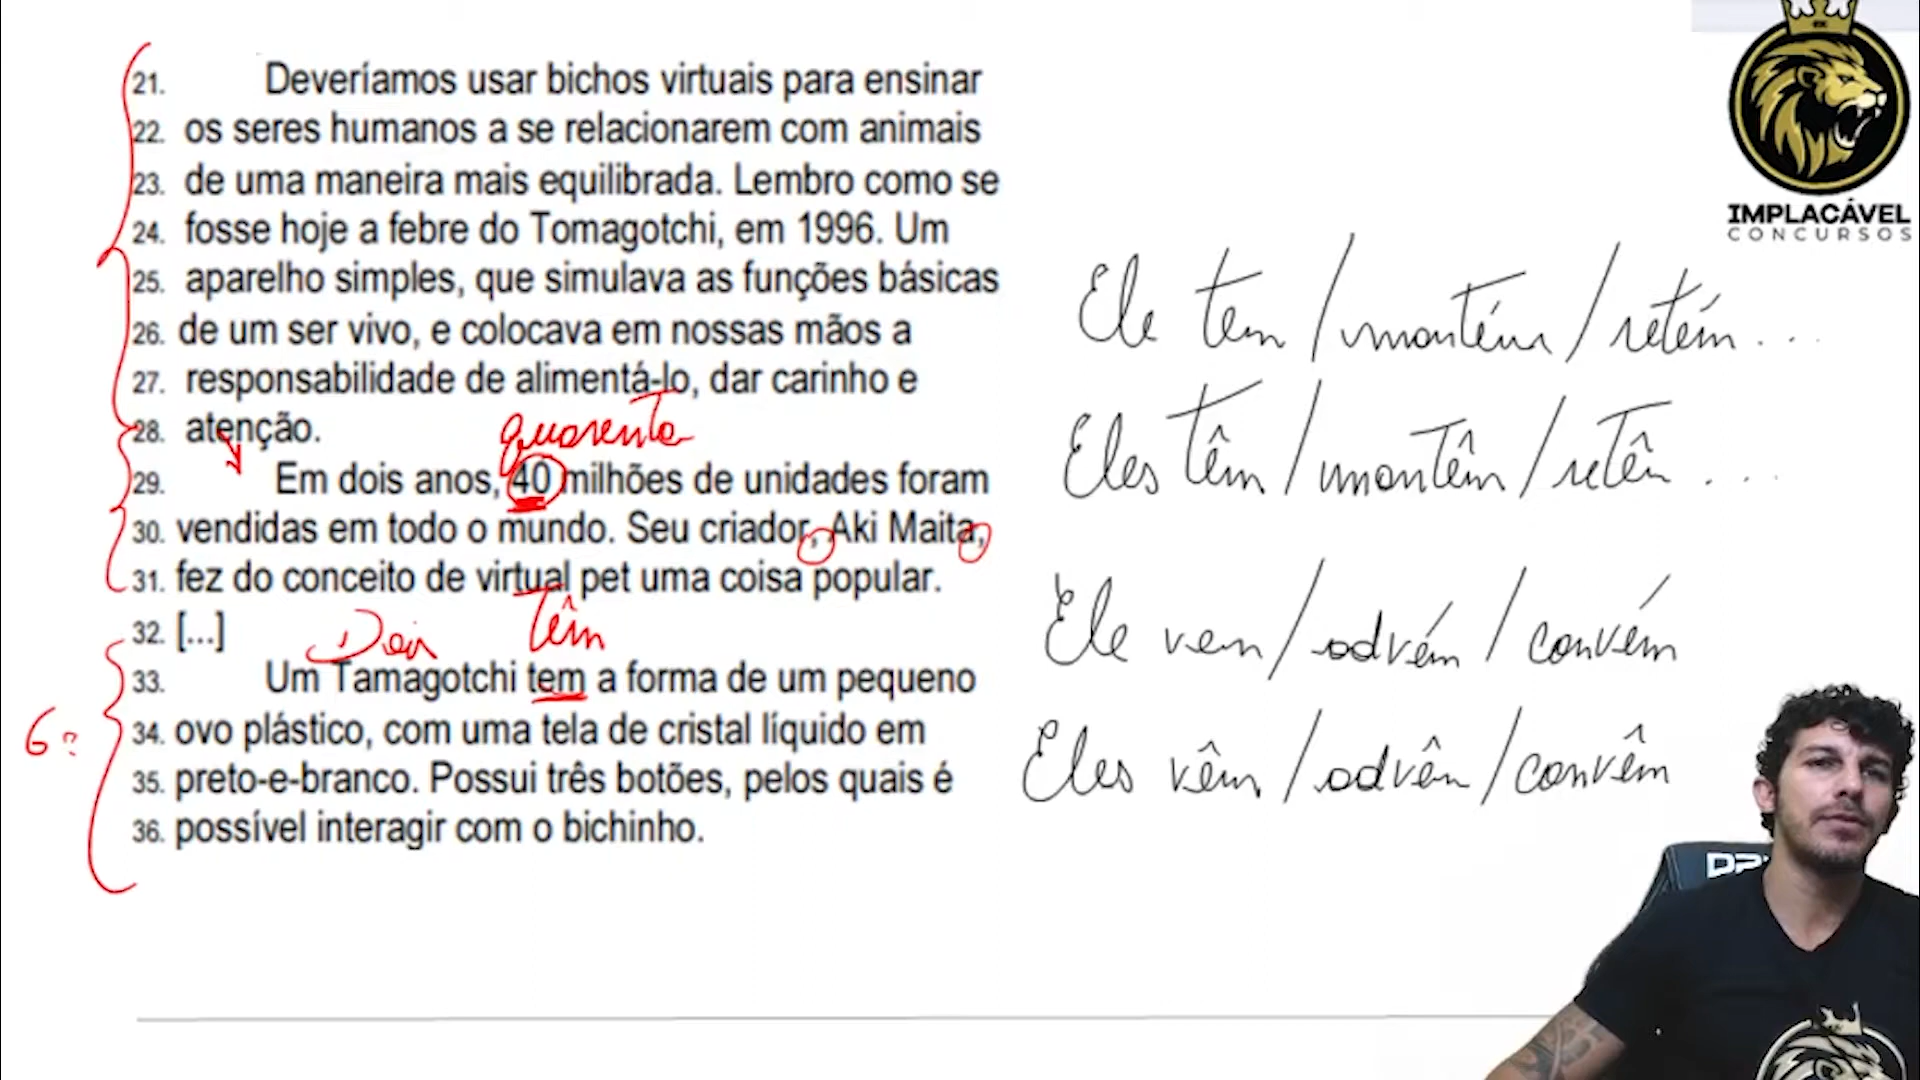 21. Deveríamos usar bichos virtuais para ensinar
22. os seres humanos a se relacionarem com animais
23. de uma maneira mais equilibrada. Lembro como se
24. fosse hoje a febre do Tomagotchi, em 1996. Um
25. aparelho simples, que simulava as funções básicas
26. de um ser vivo, e colocava em nossas mãos a
27. responsabilidade de alimentá-lo, dar carinho e
28. atenção.
quarenta
29. Em dois anos, 40 milhões de unidades foram
30. vendidas em todo o mundo. Seu criador, Aki Maita,
31. fez do conceito de virtual pet uma coisa popular.
32. [...]
Dois têm
33. Um Tamagotchi tem a forma de um pequeno
6º
34. ovo plástico, com uma tela de cristal líquido em
35. preto-e-branco. Possui três botões, pelos quais é
36. possível interagir com o bichinho.
IMPLACÁVEL
CONCURSOS
Ele tem / mantém / retém...
Eles têm / mantêm / retêm...
Ele vem / advém / convém
Eles vêm / advêm / convêm